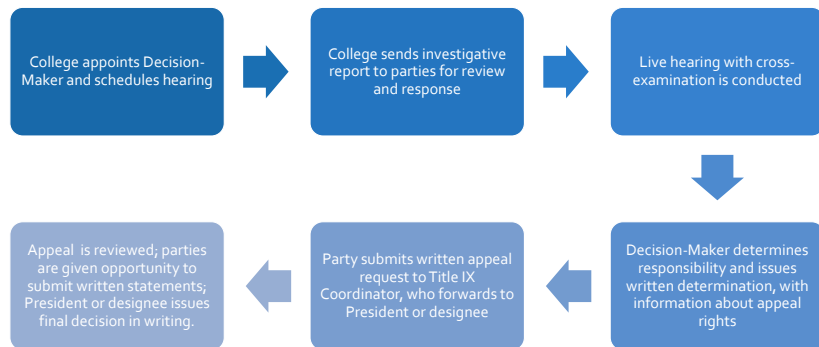 College appoints Decision-
Maker and schedules hearing
College sends investigative
report to parties for review
and response
Live hearing with cross-
examination is conducted
Decision-Maker determines
responsibility and issues
written determination, with
information about appeal
rights
Party submits written appeal
request to Title IX
Coordinator, who forwards to
President or designee
Appeal is reviewed; parties
are given opportunity to
submit written statements;
President or designee issues
final decision in writing.